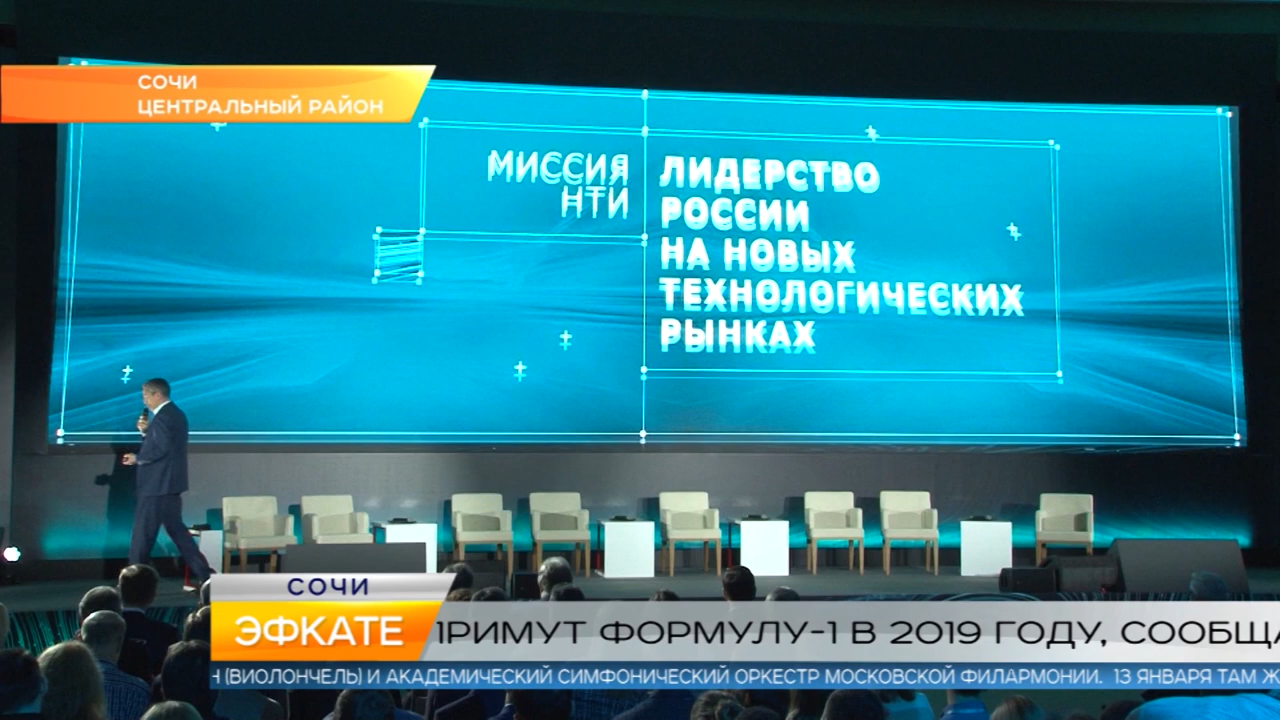 СОЧИ
ЦЕНТРАЛЬНЫЙ РАЙОН
МИССИЯ
НТИ
ЛИДЕРСТВО
РОССИИ
НА НОВЫХ
ТЕХНОЛОГИЧЕСКИХ
РЫНКАХ
СОЧИ
ЭФКАТЕ
ПРИМУТ ФОРМУЛУ-1 В 2019 ГОДУ, СООБЩА
Н (ВИОЛОНЧЕЛЬ) И АКАДЕМИЧЕСКИЙ СИМФОНИЧЕСКИЙ ОРКЕСТР МОСКОВСКОЙ ФИЛАРМОНИИ. 13 ЯНВАРЯ ТАМ Ж